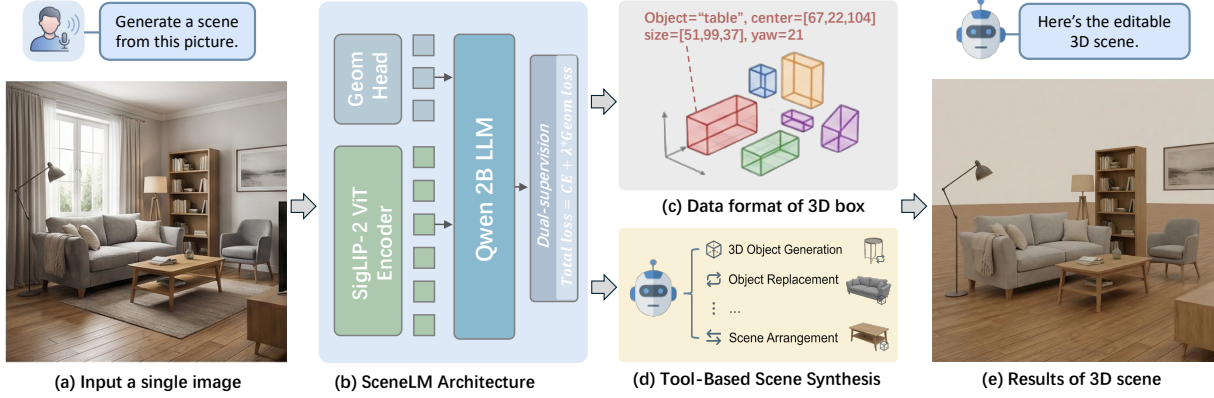 Generate a scene
from this picture.
Geom
Head
SigLIP-2 ViT
Encoder
Qwen 2B LLM
Dual-supervision
Total loss = CE + λ*Geom loss
Object="table", center=[67,22,104]
size=[51,99,37], yaw=21
Here's the editable
3D scene.
(c) Data format of 3D box
3D Object Generation
Object Replacement
...
Scene Arrangement
(a) Input a single image
(b) SceneLM Architecture
(d) Tool-Based Scene Synthesis
(e) Results of 3D scene